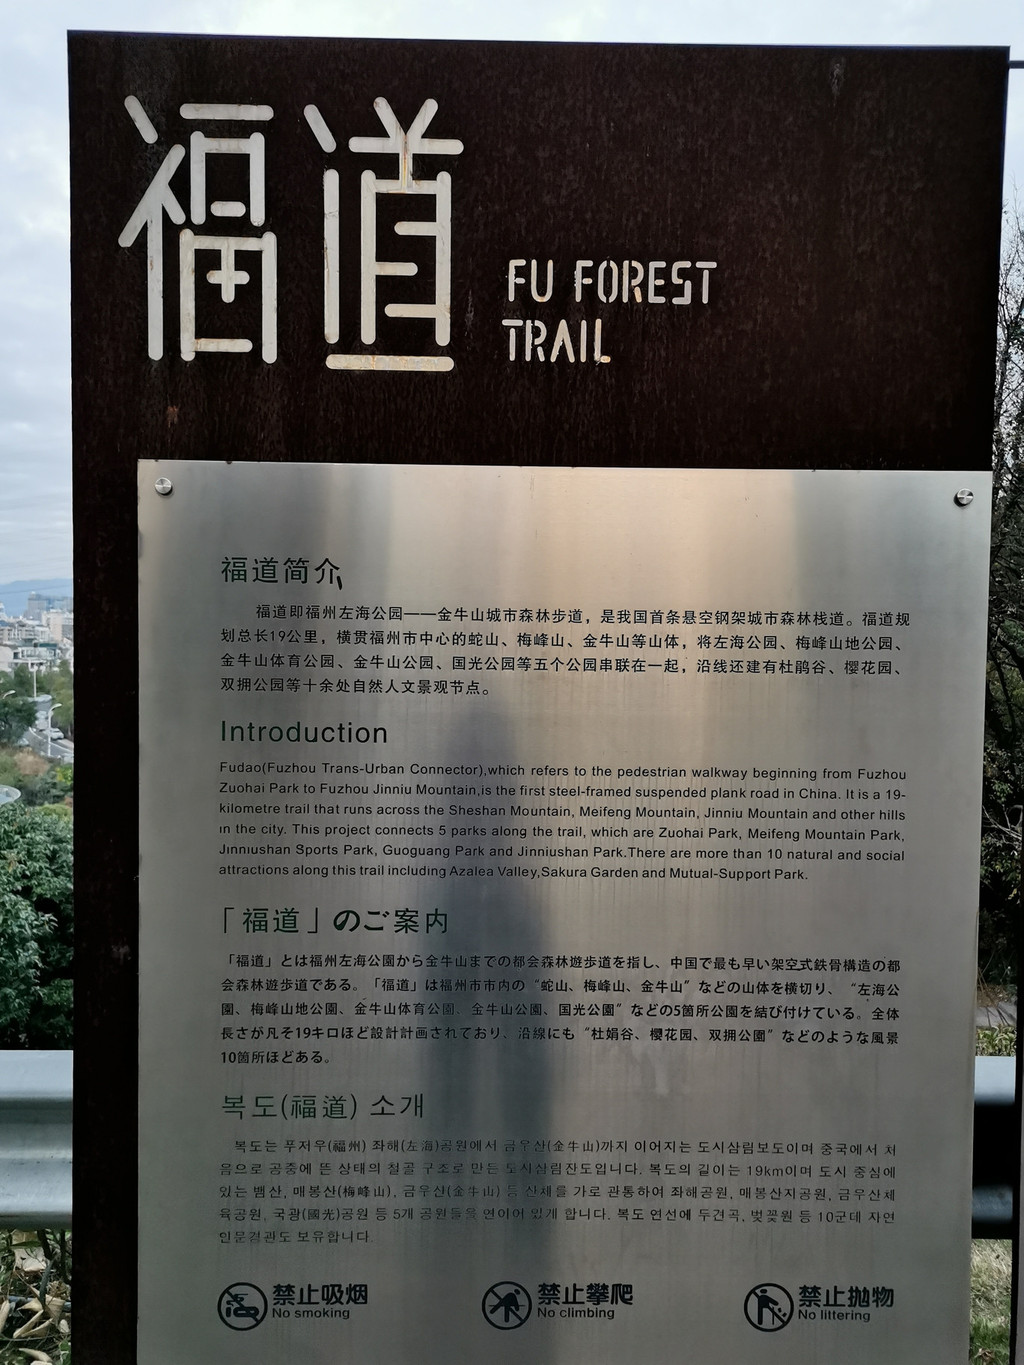 福道
FU FOREST
TRAIL
福道简介
福道即福州左海公园——金牛山城市森林步道，是我国首条悬空钢架城市森林栈道。福道规
划总长19公里，横贯福州市中心的蛇山、梅峰山、金牛山等山体，将左海公园、梅峰山地公园、
金牛山体育公园、金牛山公园、国光公园等五个公园串联在一起，沿线还建有杜鹃谷、樱花园、
双拥公园等十余处自然人文景观节点。
Introduction
Fudao(Fuzhou Trans-Urban Connector),which refers to the pedestrian walkway beginning from Fuzhou
Zuohai Park to Fuzhou Jinniu Mountain,is the first steel-framed suspended plank road in China. It is a 19-
kilometre trail that runs across the Sheshan Mountain, Meifeng Mountain, Jinniu Mountain and other hills
in the city. This project connects 5 parks along the trail, which are Zuohai Park, Meifeng Mountain Park,
Jinniushan Sports Park, Guoguang Park and Jinniushan Park.There are more than 10 natural and social
attractions along this trail including Azalea Valley,Sakura Garden and Mutual-Support Park.
「福道」のご案内
「福道」とは福州左海公園から金牛山までの都会森林遊歩道を指し、中国で最も早い架空式鉄骨構造の都
会森林遊歩道である。「福道」は福州市市内の“蛇山、梅峰山、金牛山”などの山体を横切り、“左海公
園、梅峰山地公園、金牛山体育公園、金牛山公園、国光公園”などの5箇所公園を結び付けている。全体
長さが凡そ19キロほど設計計画されており、沿線にも“杜娟谷、櫻花园、双拥公園”などのような風景
10箇所ほどある。
복도(福道) 소개
복도는 푸저우(福州) 좌해(左海)공원에서 금우산(金牛山)까지 이어지는 도시삼림보도이며 중국에서 처
음으로 공중에 뜬 상태의 철골 구조로 만든 도시삼림잔도입니다. 복도의 길이는 19km이며 도시 중심에
있는 뱀산, 매봉산(梅峰山), 금우산(金牛山) 등 산체를 가로 관통하여 좌해공원, 매봉산지공원, 금우산체
육공원, 국광(國光)공원 등 5개 공원들을 연이어 있게 합니다. 복도 연선에 두견곡, 벚꽃원 등 10군데 자연
인문경관도 보유합니다.
禁止吸烟
No smoking
禁止攀爬
No climbing
禁止抛物
No littering